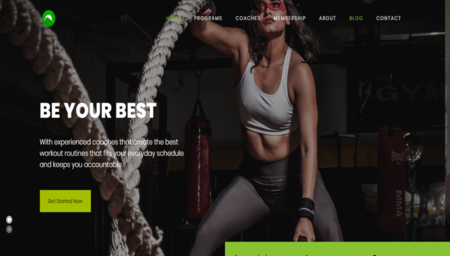 HOME PROGRAMS COACHES MEMBERSHIP ABOUT BLOG CONTACT
BE YOUR BEST
With experienced coaches that create the best
workout routines that fits your everyday schedule
and keeps you accountable.
Get Started Now
GYM